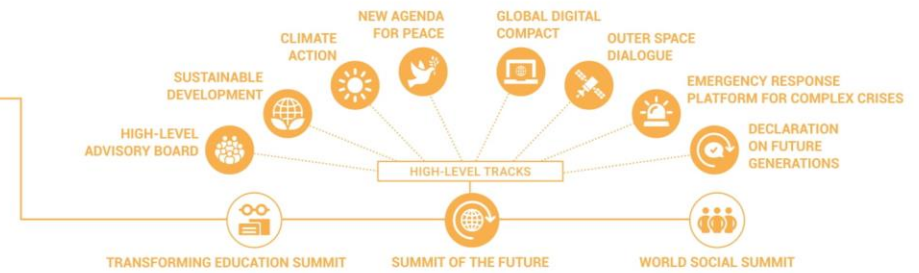 NEW AGENDA
FOR PEACE
GLOBAL DIGITAL
COMPACT
CLIMATE
ACTION
OUTER SPACE
DIALOGUE
SUSTAINABLE
DEVELOPMENT
EMERGENCY RESPONSE
PLATFORM FOR COMPLEX CRISES
HIGH-LEVEL
ADVISORY BOARD
DECLARATION
ON FUTURE
GENERATIONS
HIGH-LEVEL TRACKS
TRANSFORMING EDUCATION SUMMIT
SUMMIT OF THE FUTURE
WORLD SOCIAL SUMMIT